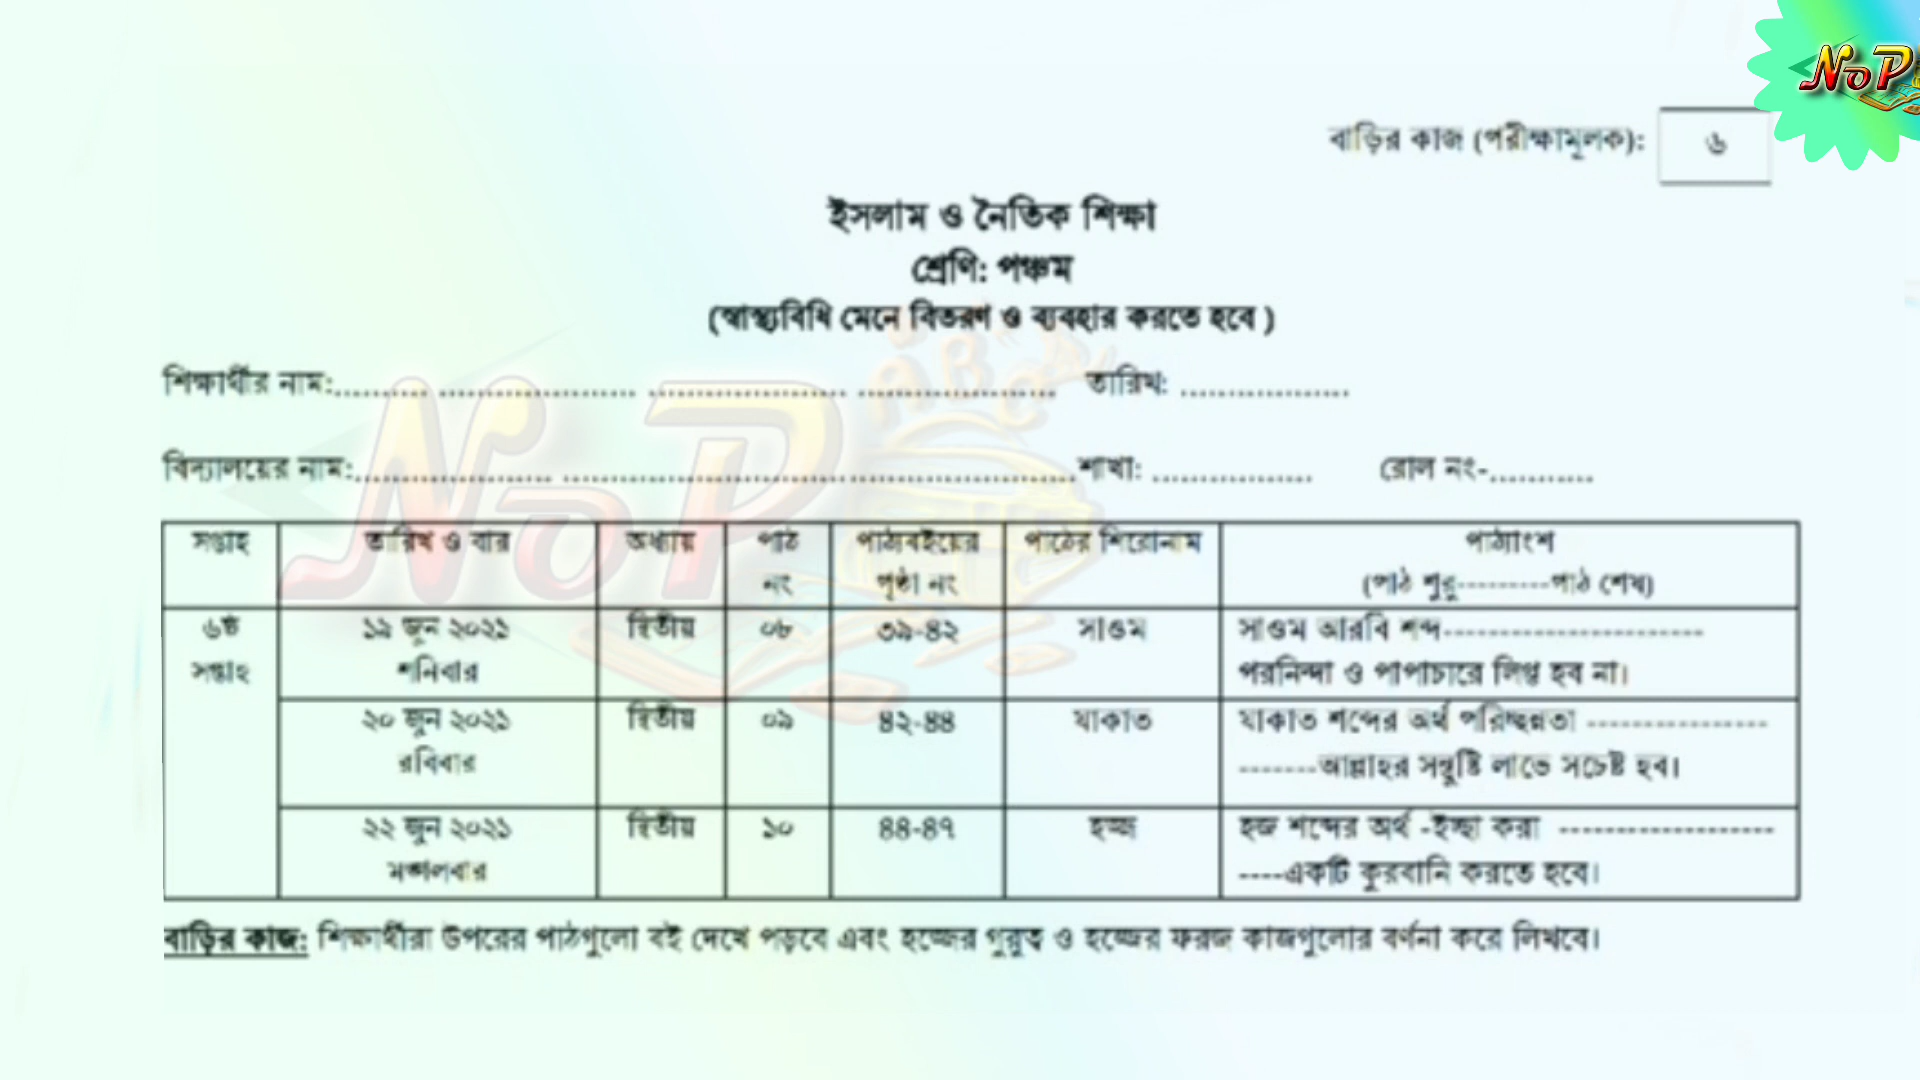 NoP
বাড়ির কাজ (পরীক্ষামূলক): ৬
ইসলাম ও নৈতিক শিক্ষা
শ্রেণি: পঞ্চম
(স্বাস্থ্যবিধি মেনে বিতরণ ও ব্যবহার করতে হবে )
শিক্ষার্থীর নাম:......... ................... ................... ................... তারিখ: .................
বিদ্যালয়ের নাম:................... ..................................................শাখা: ................ রোল নং-...........
সপ্তাহ তারিখ ও বার অধ্যায় পাঠ নং পাঠ্যবইয়ের পৃষ্ঠা নং পাঠের শিরোনাম পাঠ্যাংশ
(পাঠ শুরু---------পাঠ শেষ)
৬ষ্ঠ সপ্তাহ ১৯ জুন ২০২১ দ্বিতীয় ০৮ ৩৯-৪২ সাওম সাওম আরবি শব্দ-----------------------
শনিবার পরনিন্দা ও পাপাচারে লিপ্ত হব না।
২০ জুন ২০২১ দ্বিতীয় ০৯ ৪২-৪৪ যাকাত যাকাত শব্দের অর্থ পরিচ্ছন্নতা ----------------
রবিবার -------আল্লাহর সন্তুষ্টি লাভে সচেষ্ট হব।
২২ জুন ২০২১ দ্বিতীয় ১০ ৪৪-৪৭ হজ্জ হজ শব্দের অর্থ -ইচ্ছা করা -------------------
মঙ্গলবার ----একটি কুরবানি করতে হবে।
বাড়ির কাজ: শিক্ষার্থীরা উপরের পাঠগুলো বই দেখে পড়বে এবং হজ্জের গুরুত্ব ও হজ্জের ফরজ কাজগুলোর বর্ণনা করে লিখবে।